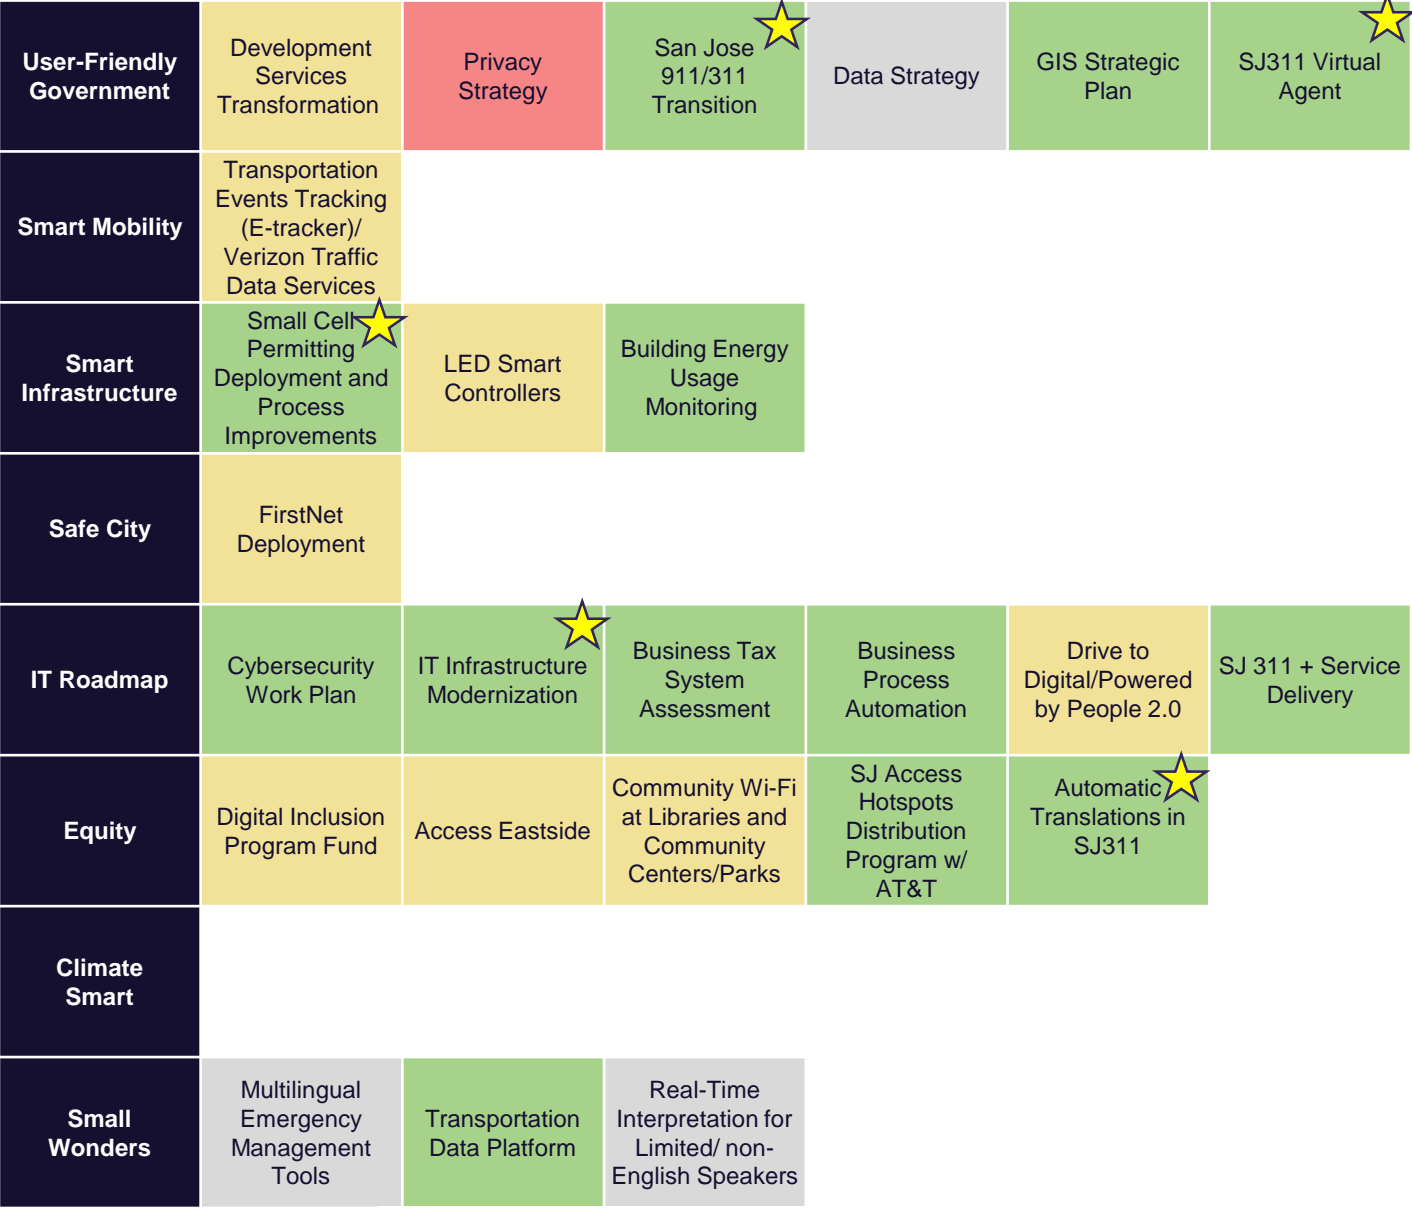 User-Friendly
Government
Development
Services
Transformation
Privacy
Strategy
San Jose
911/311
Transition
Data Strategy
GIS Strategic
Plan
SJ311 Virtual
Agent
Smart Mobility
Transportation
Events Tracking
(E-tracker)/
Verizon Traffic
Data Services
Smart
Infrastructure
Small Cell
Permitting
Deployment and
Process
Improvements
LED Smart
Controllers
Building Energy
Usage
Monitoring
Safe City
FirstNet
Deployment
IT Roadmap
Cybersecurity
Work Plan
IT Infrastructure
Modernization
Business Tax
System
Assessment
Business
Process
Automation
Drive to
Digital/Powered
by People 2.0
SJ 311 + Service
Delivery
Equity
Digital Inclusion
Program Fund
Access Eastside
Community Wi-Fi
at Libraries and
Community
Centers/Parks
SJ Access
Hotspots
Distribution
Program w/
AT&T
Automatic
Translations in
SJ311
Climate
Smart
Small
Wonders
Multilingual
Emergency
Management
Tools
Transportation
Data Platform
Real-Time
Interpretation for
Limited/ non-
English Speakers